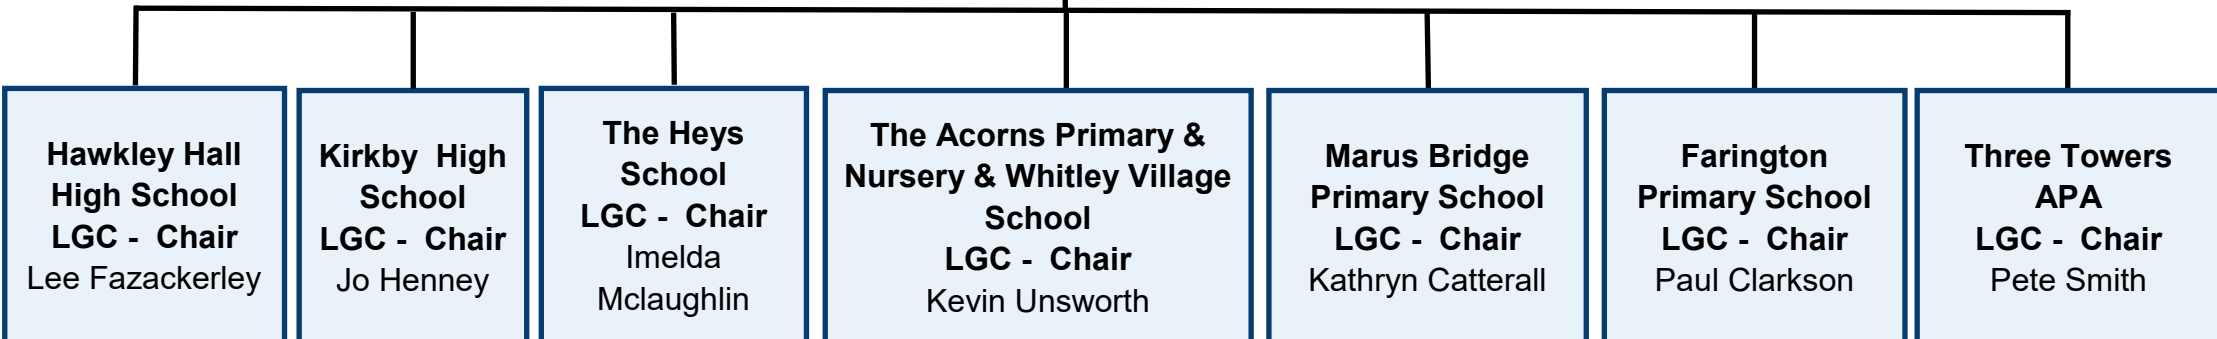 Hawkley Hall
High School
LGC - Chair
Lee Fazackerley
Kirkby High
School
LGC - Chair
Jo Henney
The Heys
School
LGC - Chair
Imelda
Mclaughlin
The Acorns Primary &
Nursery & Whitley Village
School
LGC - Chair
Kevin Unsworth
Marus Bridge
Primary School
LGC - Chair
Kathryn Catterall
Farington
Primary School
LGC - Chair
Paul Clarkson
Three Towers
APA
LGC - Chair
Pete Smith